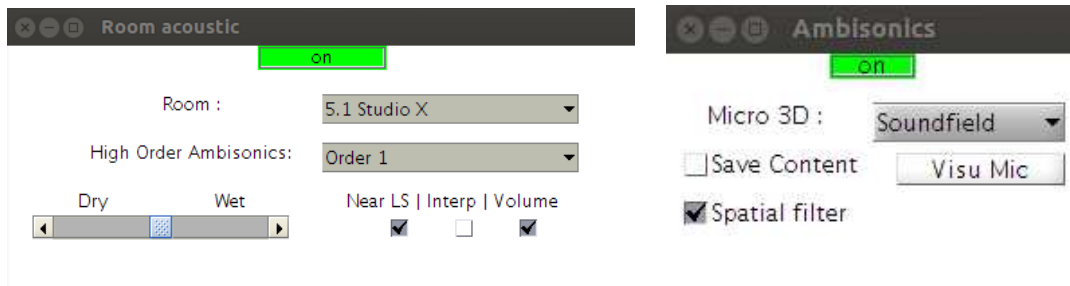 Room acoustic
on
Room :
5.1 Studio X
High Order Ambisonics:
Order 1
Dry
Wet
Near LS | Interp | Volume
Ambisonics
on
Micro 3D :
Soundfield
Save Content
Visu Mic
Spatial filter